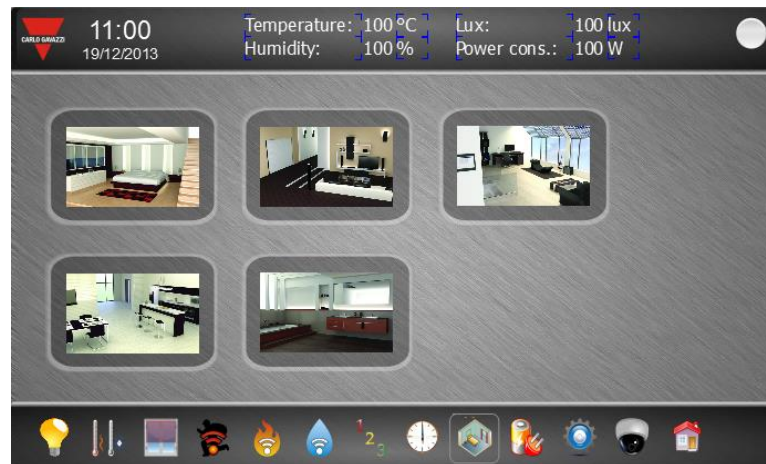 CARLO GAVAZZI
11:00
19/12/2013
Temperature: 100 ºC
Humidity: 100 %
Lux: 100 lux
Power cons.: 100 W
1
2
3